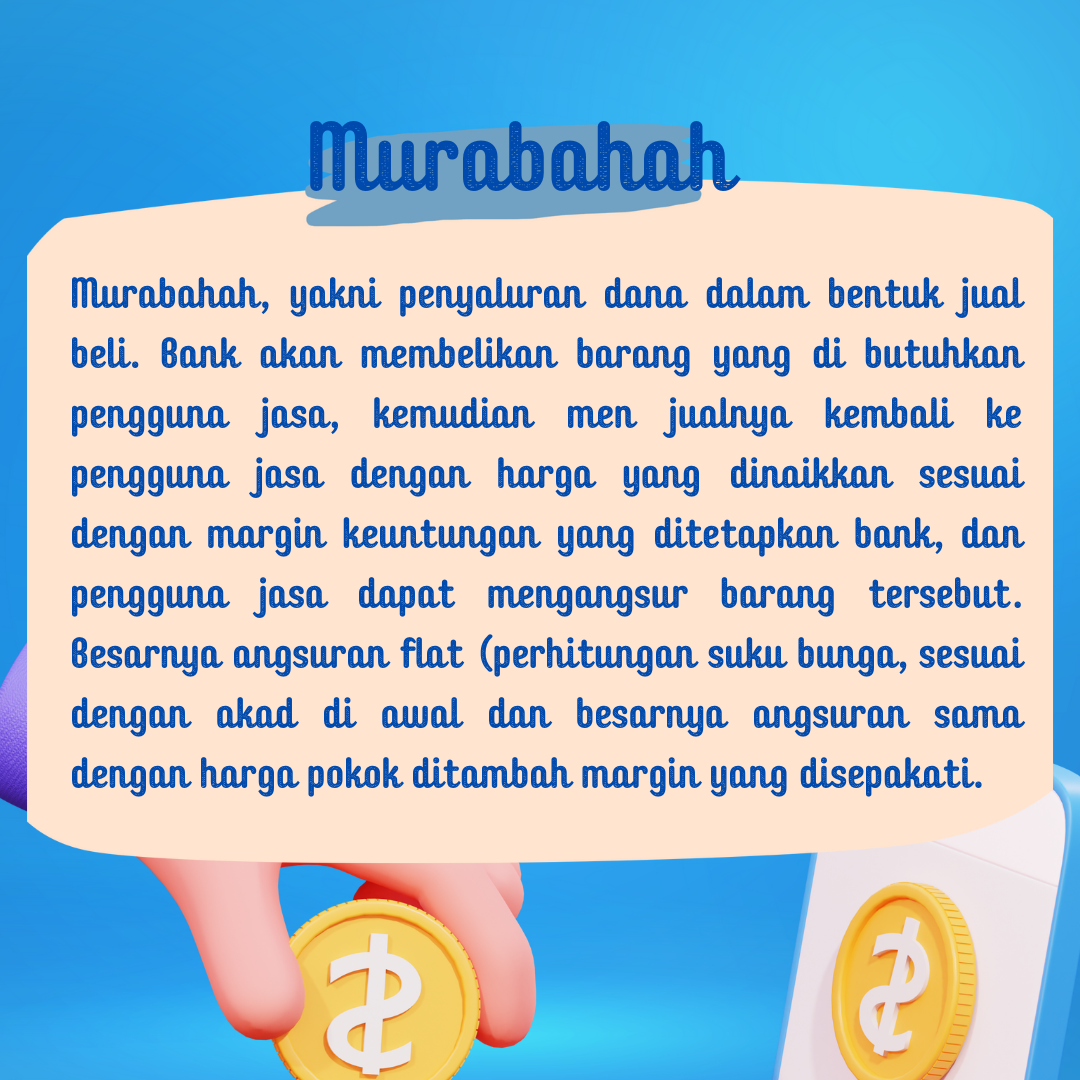 Murabahah
Murabahah, yakni penyaluran dana dalam bentuk jual
beli. Bank akan membelikan barang yang di butuhkan
pengguna jasa, kemudian men jualnya kembali ke
pengguna jasa dengan harga yang dinaikkan sesuai
dengan margin keuntungan yang ditetapkan bank, dan
pengguna jasa dapat mengangsur barang tersebut.
Besarnya angsuran flat (perhitungan suku bunga, sesuai
dengan akad di awal dan besarnya angsuran sama
dengan harga pokok ditambah margin yang disepakati.